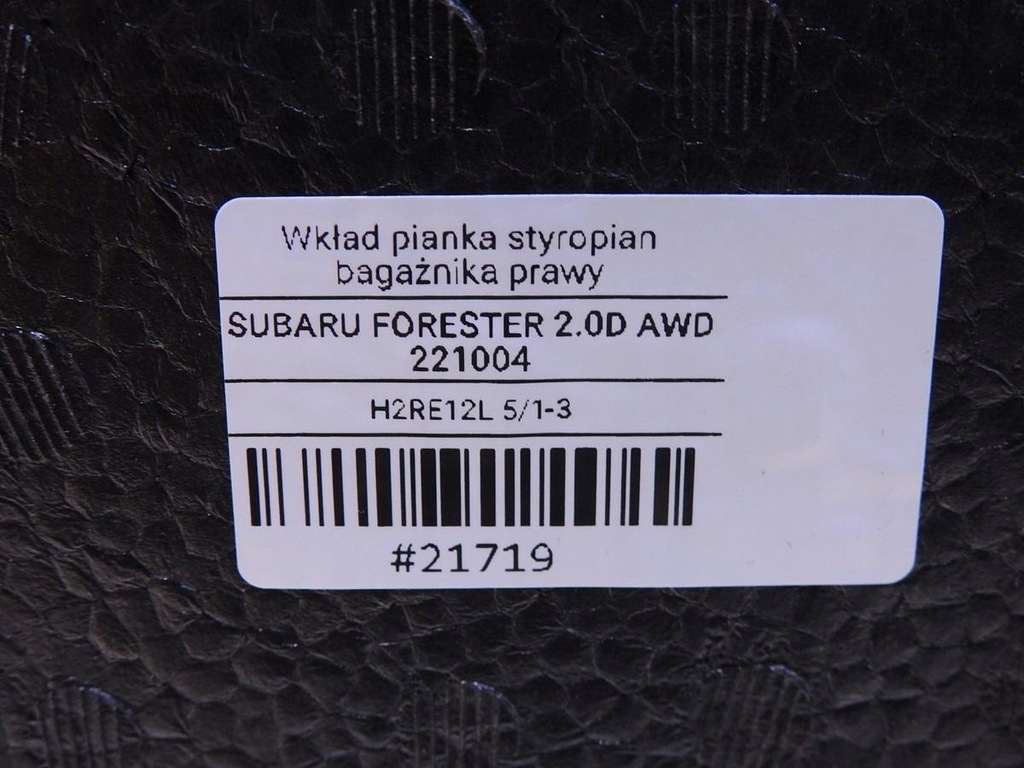 Wkład pianka styropian
bagażnika prawy
SUBARU FORESTER 2.0D AWD
221004
H2RE12L 5/1-3
#21719